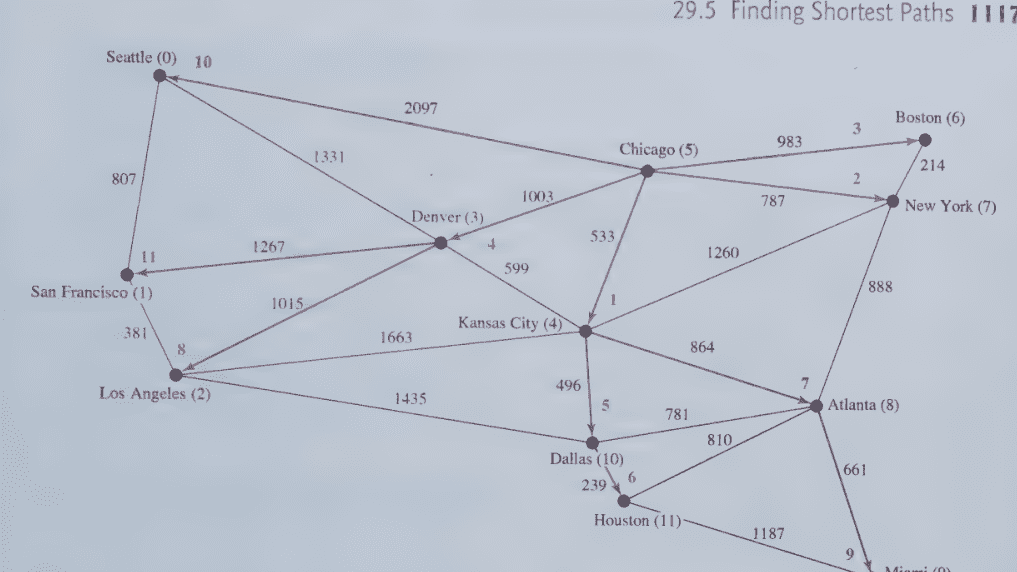 29.5 Finding Shortest Paths 1117
Seattle (0) 10
2097
Boston (6)
3
983
Chicago (5)
1331
214
807
2
787
1003
New York (7)
Denver (3)
4
533
11
1267
1260
599
888
San Francisco (1)
1015
1
381
Kansas City (4)
1663
864
8
Los Angeles (2)
496
7
1435
5
781
Atlanta (8)
810
Dallas (10)
661
239
6
Houston (11)
1187
9
Miami (9)